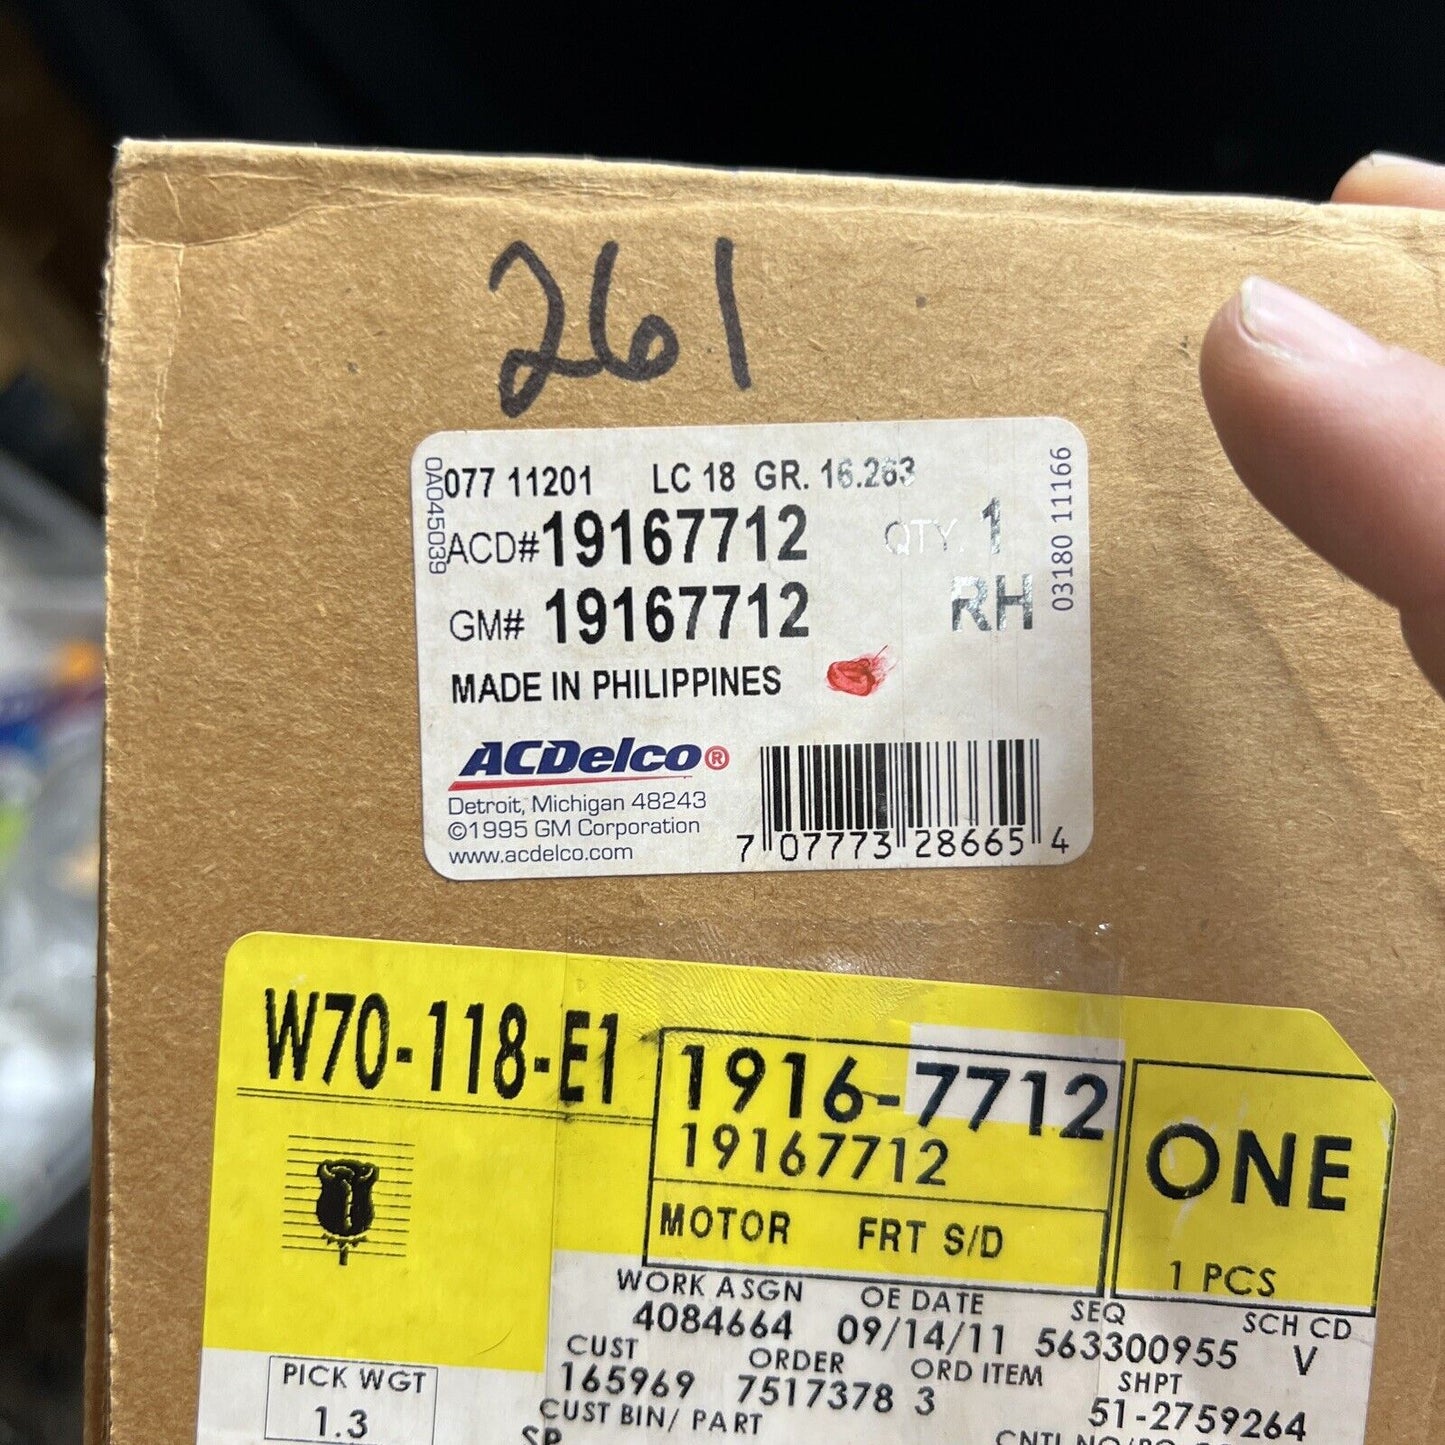 261
077 11201 LC 18 GR. 16.263
0A045039
ACD# 19167712 QTY. 1
GM# 19167712 RH
03180 11166
MADE IN PHILIPPINES
ACDelco®
Detroit, Michigan 48243
©1995 GM Corporation
www.acdelco.com
7 07773 28665 4
W70-118-E1
1916-7712
19167712
ONE
MOTOR FRT S/D
1 PCS
WORK ASGN OE DATE SEQ SCH CD
4084664 09/14/11 563300955 V
CUST ORDER ORD ITEM SHPT
165969 7517378 3 51-2759264
PICK WGT
1.3
CUST BIN/ PART
SP